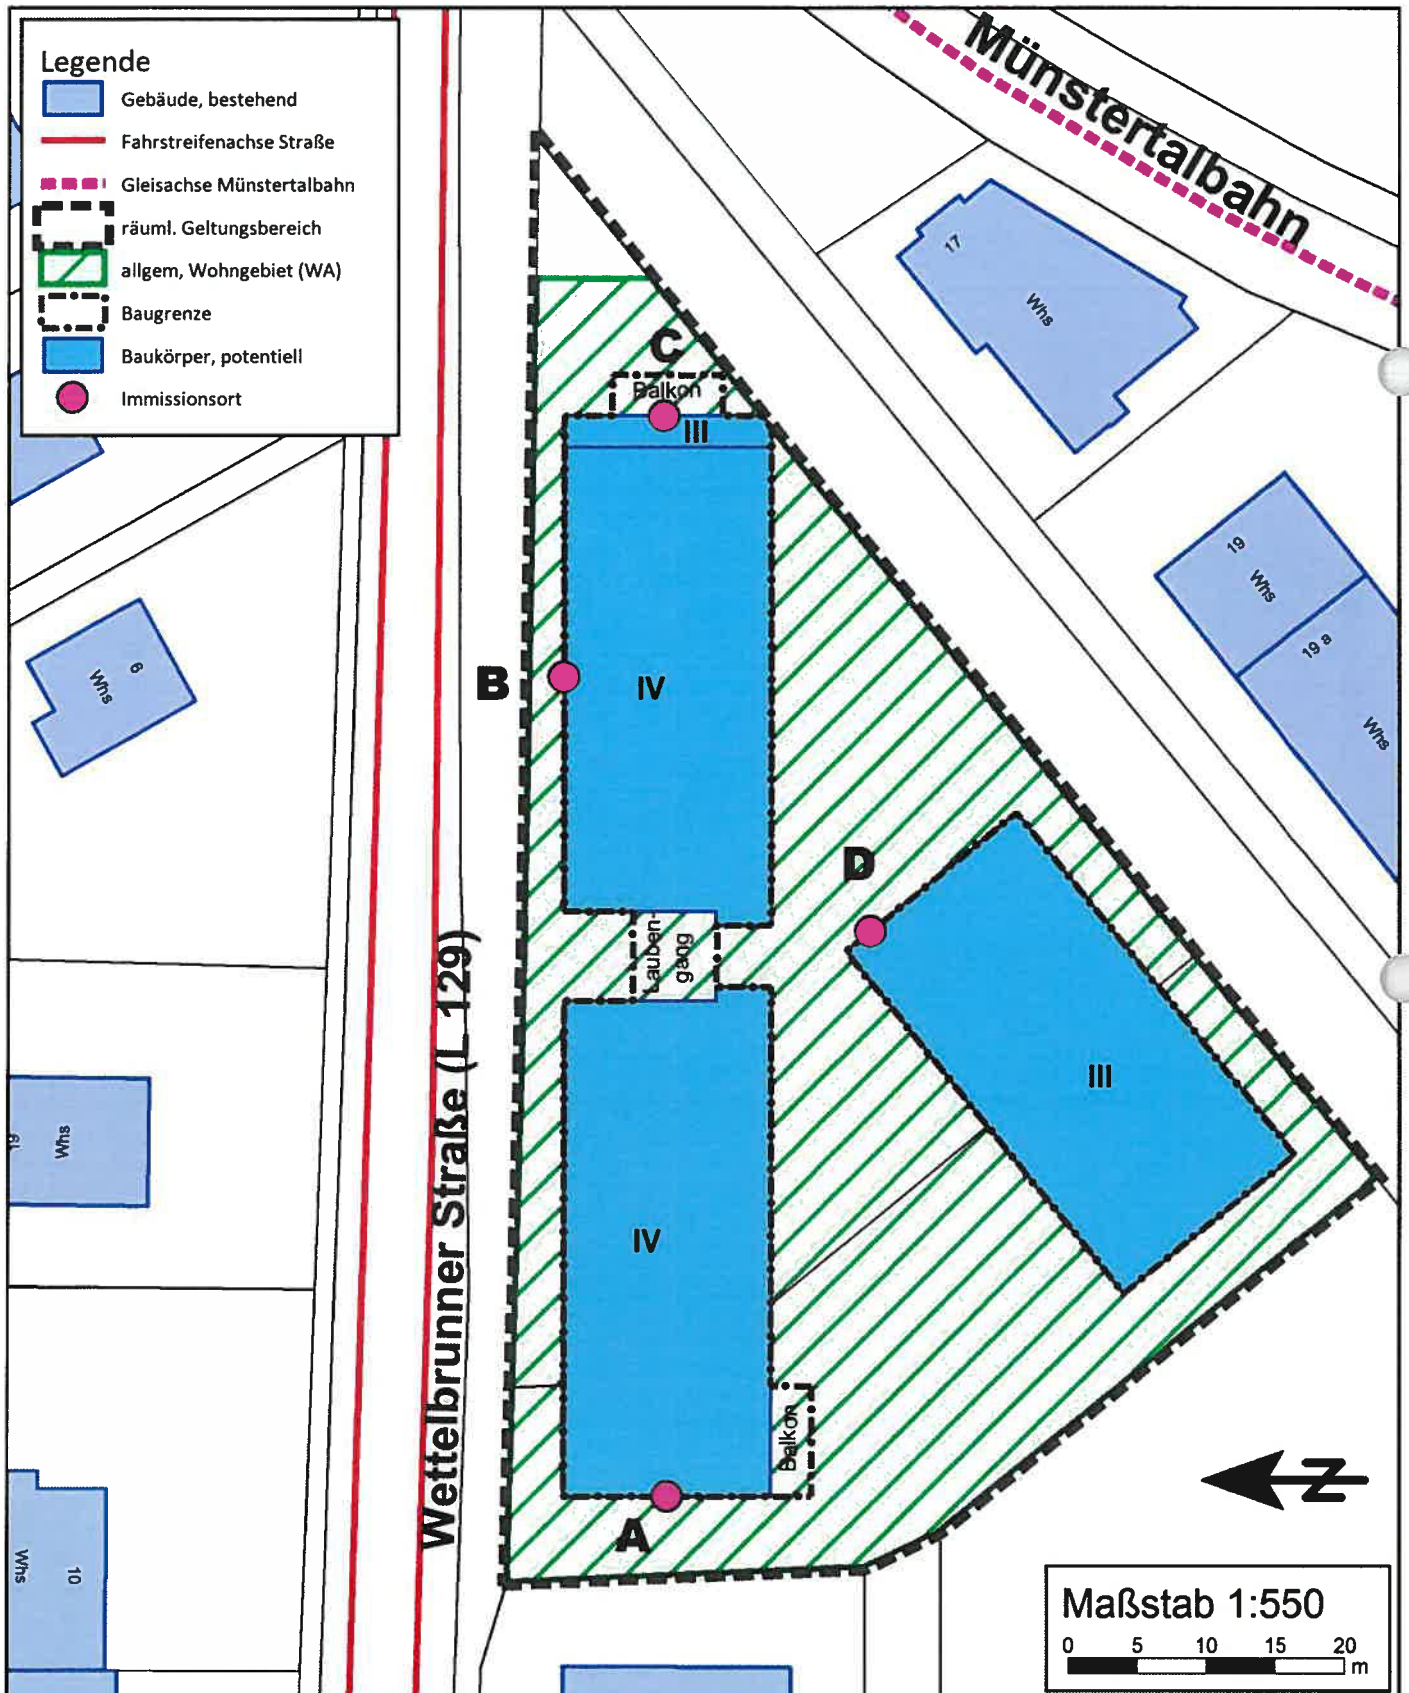 Legende
Gebäude, bestehend
Fahrstreifenachse Straße
Gleisachse Münstertalbahn
räuml. Geltungsbereich
allgem, Wohngebiet (WA)
Baugrenze
Baukörper, potentiell
Immissionsort
Münstertalbahn
17
Whs
C
Balkon
III
19
Whs
19 a
Whs
6
Whs
B
IV
D
Lauben-
gang
III
Wettelbrunner Straße (L 129)
19
Whs
IV
Balkon
A
10
Whs
N
Maßstab 1:550
0 5 10 15 20
m